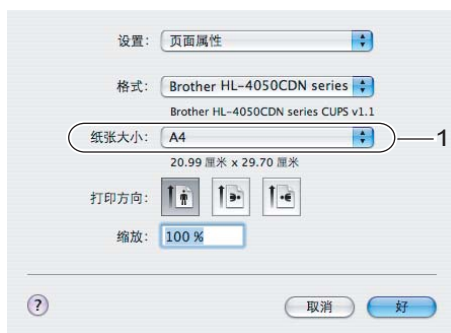 设置: 页面属性
格式: Brother HL-4050CDN series
Brother HL-4050CDN series CUPS v1.1
纸张大小: A4 1
20.99 厘米 x 29.70 厘米
打印方向:
缩放: 100 %
? 取消 好